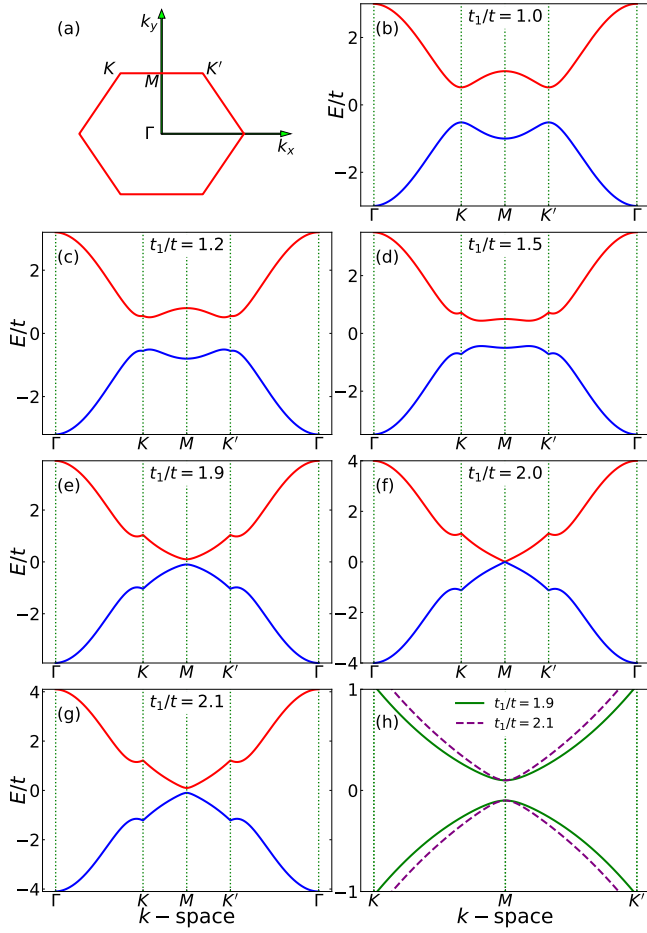 (a)
k_y
K
M
K′
Γ
k_x
(b)
t_1/t = 1.0
E/t
2
0
−2
Γ
K
M
K′
Γ
(c)
t_1/t = 1.2
E/t
2
0
−2
Γ
K
M
K′
Γ
(d)
t_1/t = 1.5
2
0
−2
Γ
K
M
K′
Γ
(e)
t_1/t = 1.9
E/t
2
0
−2
Γ
K
M
K′
Γ
(f)
t_1/t = 2.0
4
2
0
−2
−4
Γ
K
M
K′
Γ
(g)
t_1/t = 2.1
E/t
4
2
0
−2
−4
Γ
K
M
K′
Γ
k − space
(h)
t_1/t = 1.9
t_1/t = 2.1
1
0
−1
K
M
K′
k − space